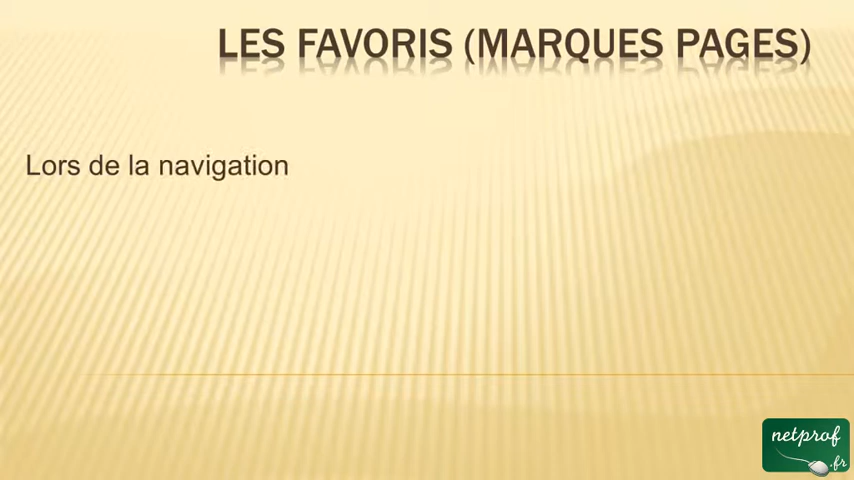 LES FAVORIS (MARQUES PAGES)
Lors de la navigation
netprof
.fr